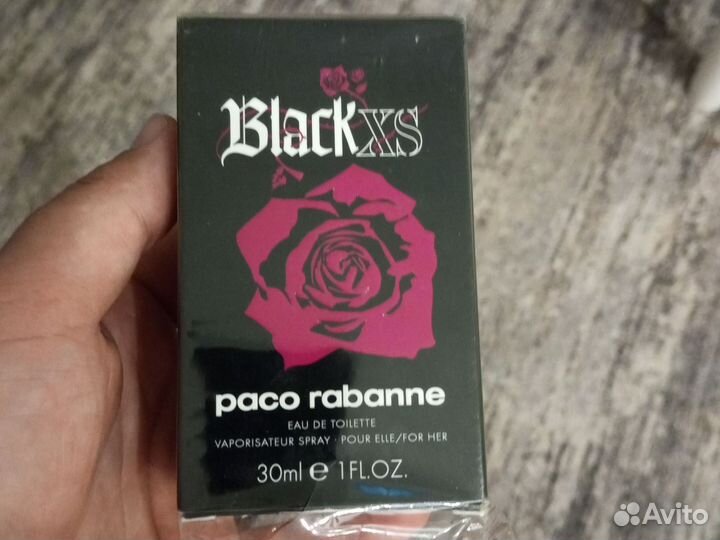 BlackXS
paco rabanne
EAU DE TOILETTE
VAPORISATEUR SPRAY · POUR ELLE/FOR HER
30ml e 1FL.OZ.
Avito